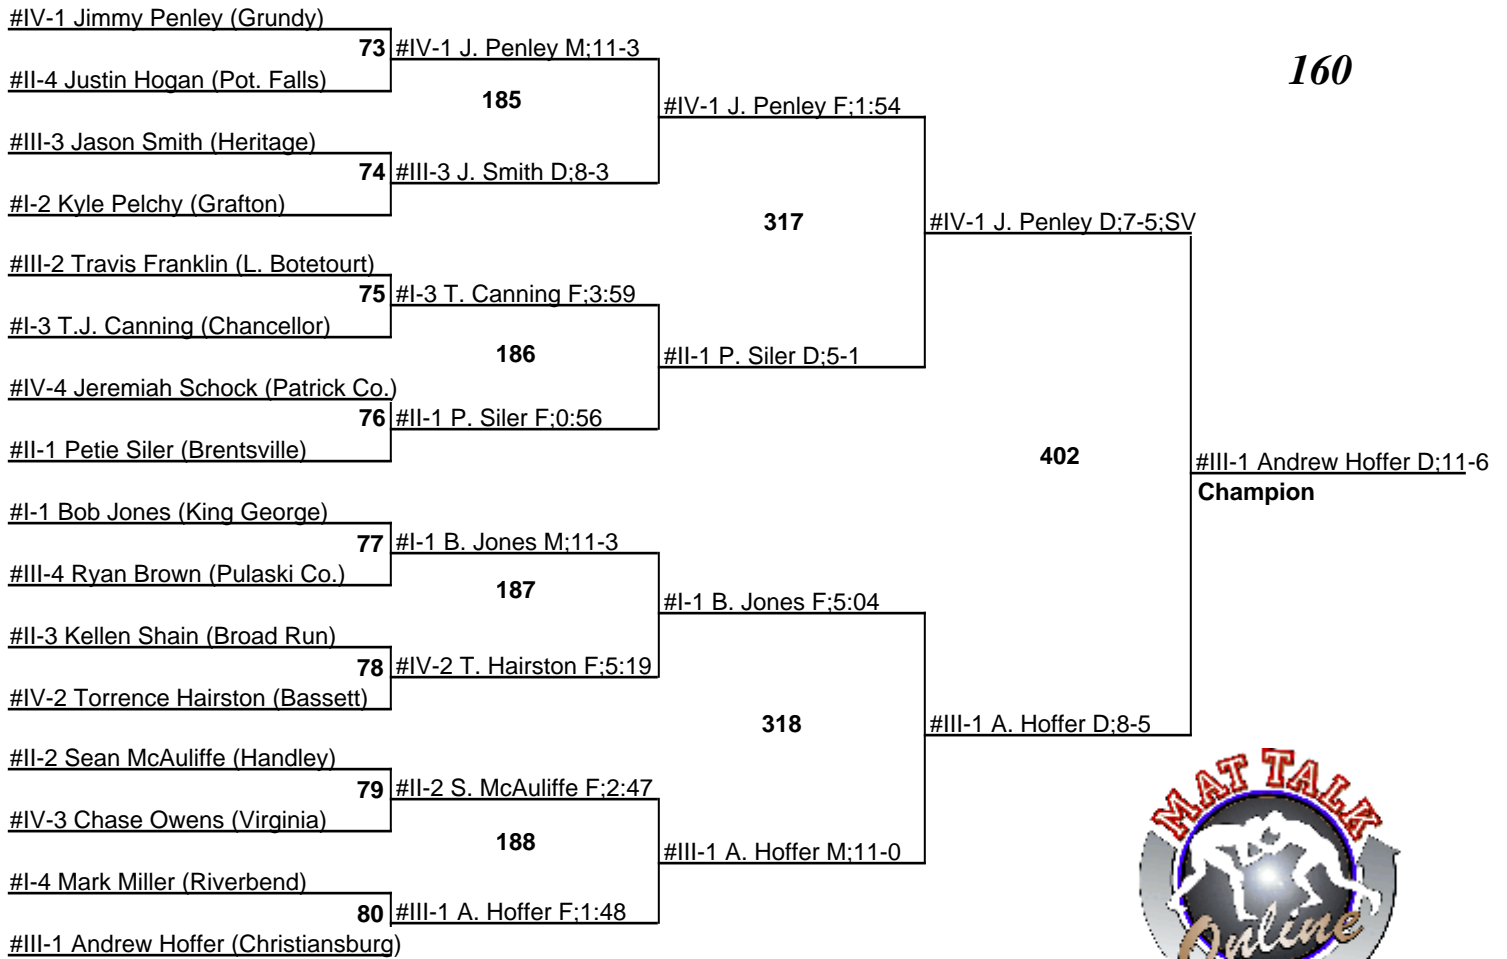 #IV-1 Jimmy Penley (Grundy)
73 #IV-1 J. Penley M;11-3
#II-4 Justin Hogan (Pot. Falls)
160
185
#IV-1 J. Penley F;1:54
#III-3 Jason Smith (Heritage)
74 #III-3 J. Smith D;8-3
#I-2 Kyle Pelchy (Grafton)
317
#IV-1 J. Penley D;7-5;SV
#III-2 Travis Franklin (L. Botetourt)
75 #I-3 T. Canning F;3:59
#I-3 T.J. Canning (Chancellor)
186
#II-1 P. Siler D;5-1
#IV-4 Jeremiah Schock (Patrick Co.)
76 #II-1 P. Siler F;0:56
#II-1 Petie Siler (Brentsville)
402
#III-1 Andrew Hoffer D;11-6
Champion
#I-1 Bob Jones (King George)
77 #I-1 B. Jones M;11-3
#III-4 Ryan Brown (Pulaski Co.)
187
#I-1 B. Jones F;5:04
#II-3 Kellen Shain (Broad Run)
78 #IV-2 T. Hairston F;5:19
#IV-2 Torrence Hairston (Bassett)
318
#III-1 A. Hoffer D;8-5
#II-2 Sean McAuliffe (Handley)
79 #II-2 S. McAuliffe F;2:47
#IV-3 Chase Owens (Virginia)
188
#III-1 A. Hoffer M;11-0
#I-4 Mark Miller (Riverbend)
80 #III-1 A. Hoffer F;1:48
#III-1 Andrew Hoffer (Christiansburg)
MAT TALK
Online